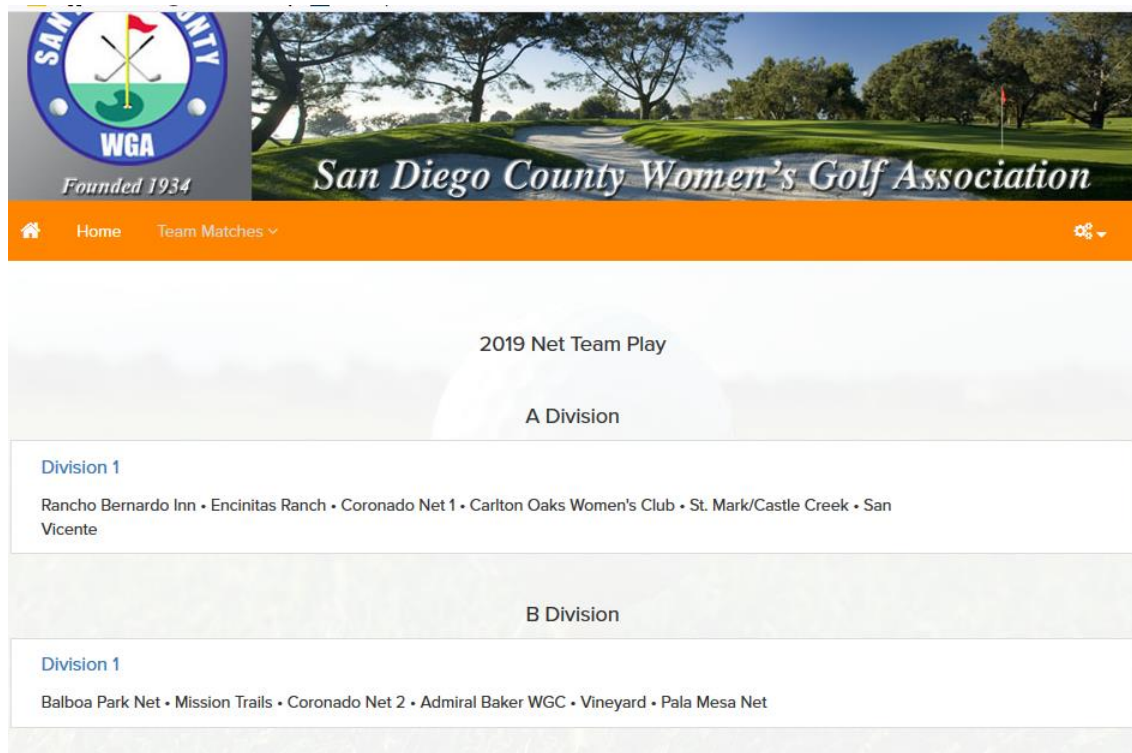 SAN
COUNTY
WGA
Founded 1934
San Diego County Women's Golf Association
Home Team Matches
2019 Net Team Play
A Division
Division 1
Rancho Bernardo Inn • Encinitas Ranch • Coronado Net 1 • Carlton Oaks Women's Club • St. Mark/Castle Creek • San
Vicente
B Division
Division 1
Balboa Park Net • Mission Trails • Coronado Net 2 • Admiral Baker WGC • Vineyard • Pala Mesa Net